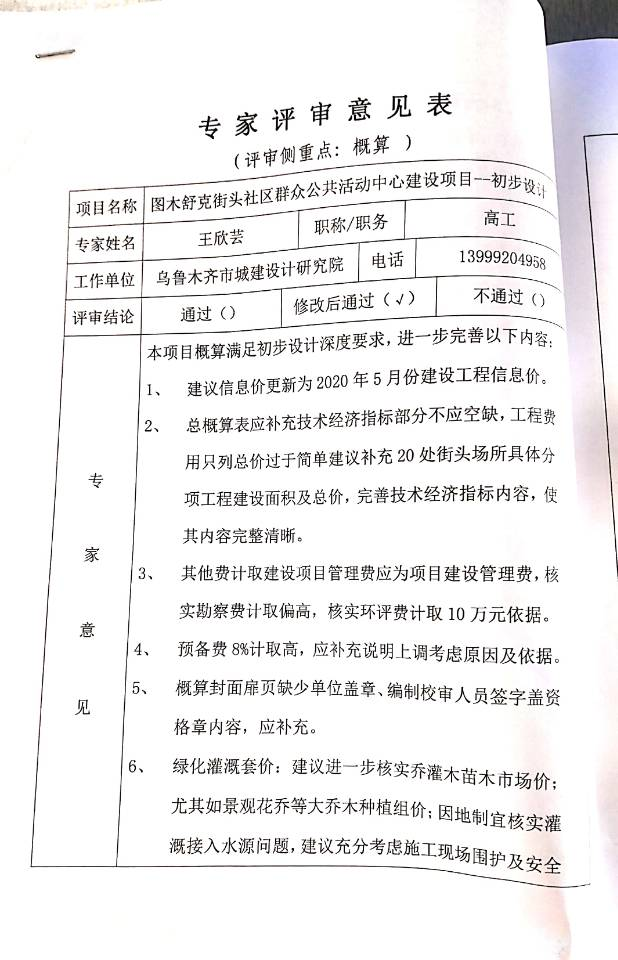 专家评审意见表
（评审侧重点：概算 ）
项目名称 图木舒克街头社区群众公共活动中心建设项目--初步设计
专家姓名 王欣芸 职称/职务 高工
工作单位 乌鲁木齐市城建设计研究院 电话 13999204958
评审结论 通过（） 修改后通过（√） 不通过（）
专家意见
本项目概算满足初步设计深度要求，进一步完善以下内容：
1、 建议信息价更新为 2020 年 5 月份建设工程信息价。
2、 总概算表应补充技术经济指标部分不应空缺，工程费
用只列总价过于简单建议补充 20 处街头场所具体分
项工程建设面积及总价，完善技术经济指标内容，使
其内容完整清晰。
3、 其他费计取建设项目管理费应为项目建设管理费，核
实勘察费计取偏高，核实环评费计取 10 万元依据。
4、 预备费 8%计取高，应补充说明上调考虑原因及依据。
5、 概算封面扉页缺少单位盖章、编制校审人员签字盖资
格章内容，应补充。
6、 绿化灌溉套价：建议进一步核实乔灌木苗木市场价；
尤其如景观花乔等大乔木种植组价；因地制宜核实灌
溉接入水源问题，建议充分考虑施工现场围护及安全